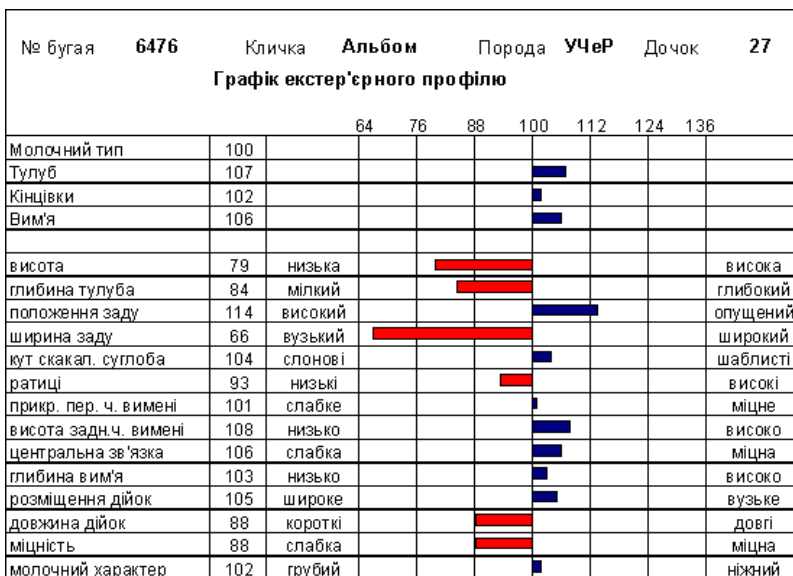 № бугая 6476 Кличка Альбом Порода УЧеР Дочок 27
Графік екстер'єрного профілю
64 76 88 100 112 124 136
Молочний тип 100
Тулуб 107
Кінцівки 102
Вим'я 106
висота 79 низька висока
глибина тулуба 84 мілкий глибокий
положення заду 114 високий опущений
ширина заду 66 вузький широкий
кут скакал. суглоба 104 слонові шаблисті
ратиці 93 низькі високі
прикр. пер. ч. вимені 101 слабке міцне
висота задн.ч. вимені 108 низько високо
центральна зв'язка 106 слабка міцна
глибина вим'я 103 низько високо
розміщення дійок 105 широке вузьке
довжина дійок 88 короткі довгі
міцність 88 слабка міцна
молочний характер 102 грубий ніжний